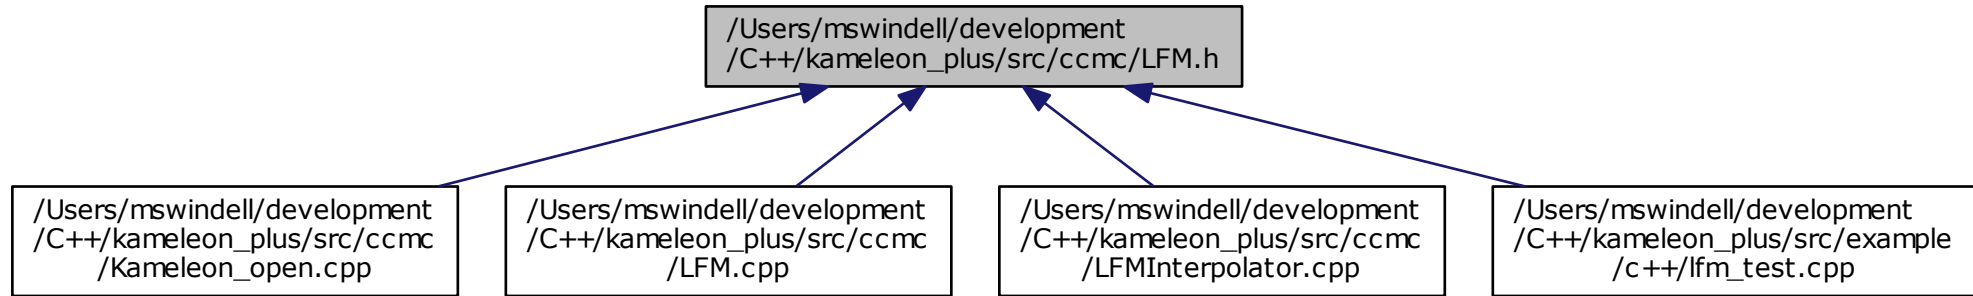 /Users/mswindell/development
/C++/kameleon_plus/src/ccmc/LFM.h
/Users/mswindell/development
/C++/kameleon_plus/src/ccmc
/Kameleon_open.cpp
/Users/mswindell/development
/C++/kameleon_plus/src/ccmc
/LFM.cpp
/Users/mswindell/development
/C++/kameleon_plus/src/ccmc
/LFMInterpolator.cpp
/Users/mswindell/development
/C++/kameleon_plus/src/example
/c++/lfm_test.cpp